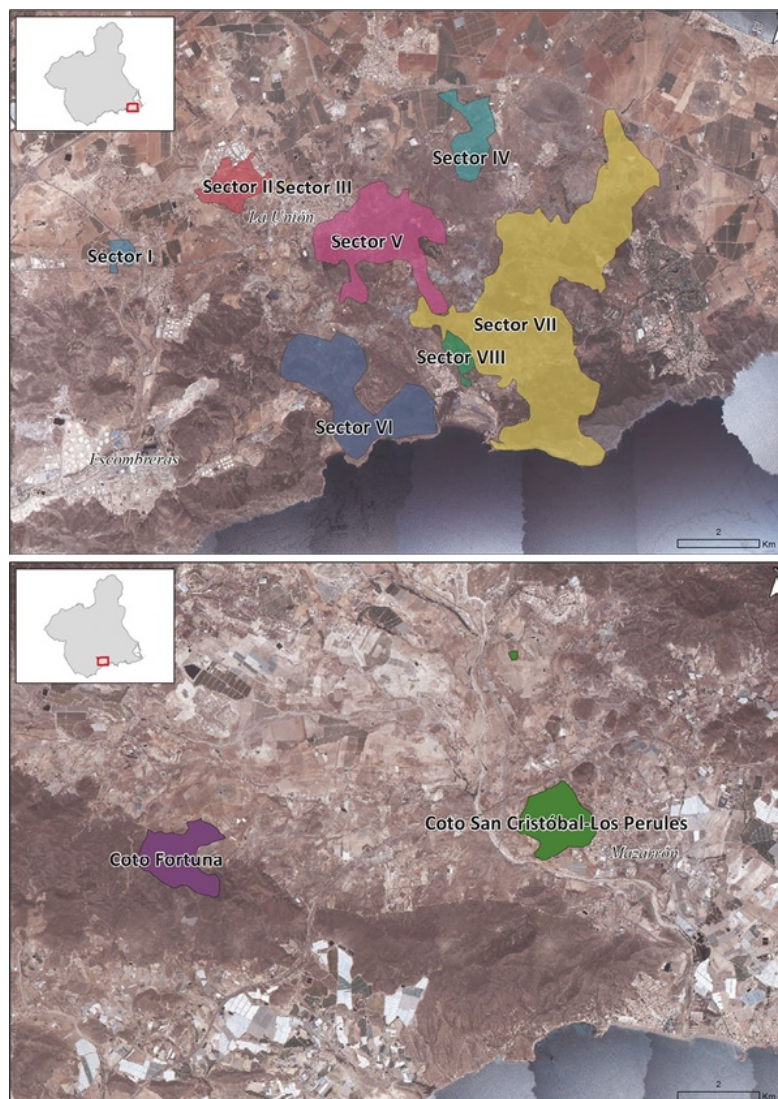 Sector IV
Sector II
Sector III
La Unión
Sector V
Sector I
Sector VII
Sector VIII
Sector VI
Escombreras
2
Km
Coto San Cristóbal-Los Perules
Mazarrón
Coto Fortuna
2
Km